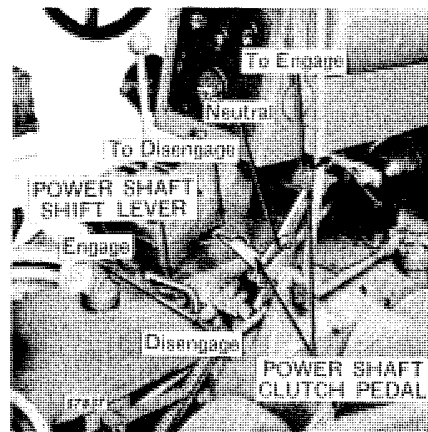 To Engage
Neutral
To Disengage
POWER SHAFT
SHIFT LEVER
Engage
Disengage
POWER SHAFT
CLUTCH PEDAL